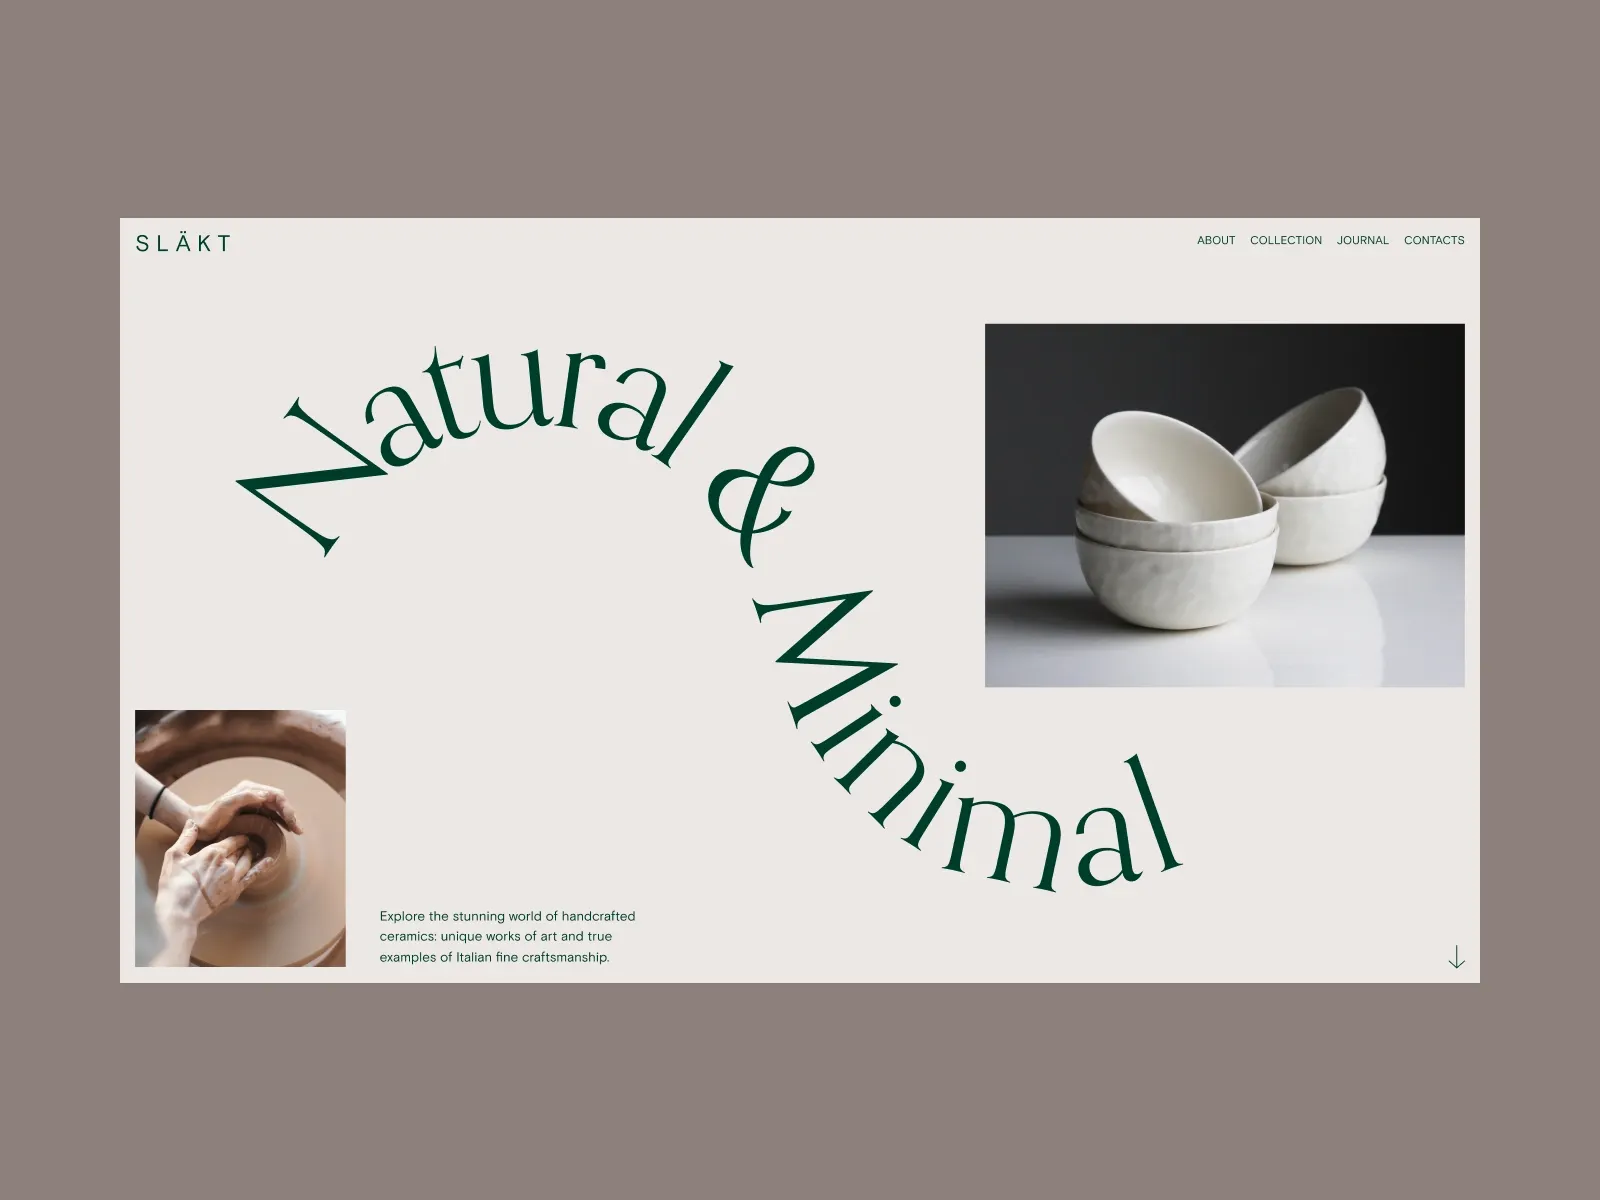 SLÄKT
ABOUT COLLECTION JOURNAL CONTACTS
Natural & Minimal
Explore the stunning world of handcrafted
ceramics: unique works of art and true
examples of Italian fine craftsmanship.